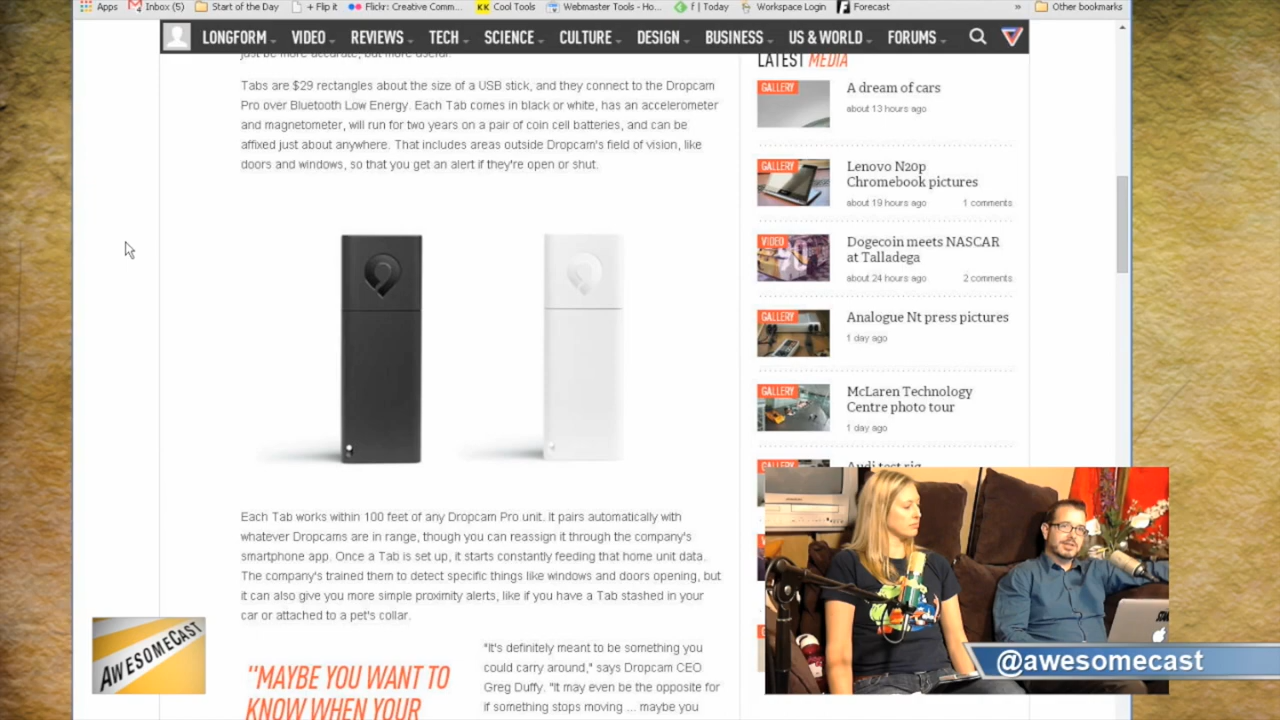 Apps
Inbox (5)
Start of the Day
+ Flip it
Flickr: Creative Comm...
KK Cool Tools
Webmaster Tools - Ho...
f | Today
Workspace Login
Forecast
»
Other bookmarks
LONGFORM VIDEO REVIEWS TECH SCIENCE CULTURE DESIGN BUSINESS US & WORLD FORUMS
just be more accurate, but more useful.
Tabs are $29 rectangles about the size of a USB stick, and they connect to the Dropcam
Pro over Bluetooth Low Energy. Each Tab comes in black or white, has an accelerometer
and magnetometer, will run for two years on a pair of coin cell batteries, and can be
affixed just about anywhere. That includes areas outside Dropcam's field of vision, like
doors and windows, so that you get an alert if they're open or shut.
Each Tab works within 100 feet of any Dropcam Pro unit. It pairs automatically with
whatever Dropcams are in range, though you can reassign it through the company's
smartphone app. Once a Tab is set up, it starts constantly feeding that home unit data.
The company's trained them to detect specific things like windows and doors opening, but
it can also give you more simple proximity alerts, like if you have a Tab stashed in your
car or attached to a pet's collar.
"MAYBE YOU WANT TO
KNOW WHEN YOUR
"It's definitely meant to be something you
could carry around," says Dropcam CEO
Greg Duffy. "It may even be the opposite for
if something stops moving ... maybe you
LATEST MEDIA
GALLERY
A dream of cars
about 13 hours ago
GALLERY
Lenovo N20p
Chromebook pictures
about 19 hours ago 1 comments
VIDEO
Dogecoin meets NASCAR
at Talladega
about 24 hours ago 2 comments
GALLERY
Analogue Nt press pictures
1 day ago
GALLERY
McLaren Technology
Centre photo tour
1 day ago
GALLERY
Audi test rig
AWESOMECAST
@awesomecast